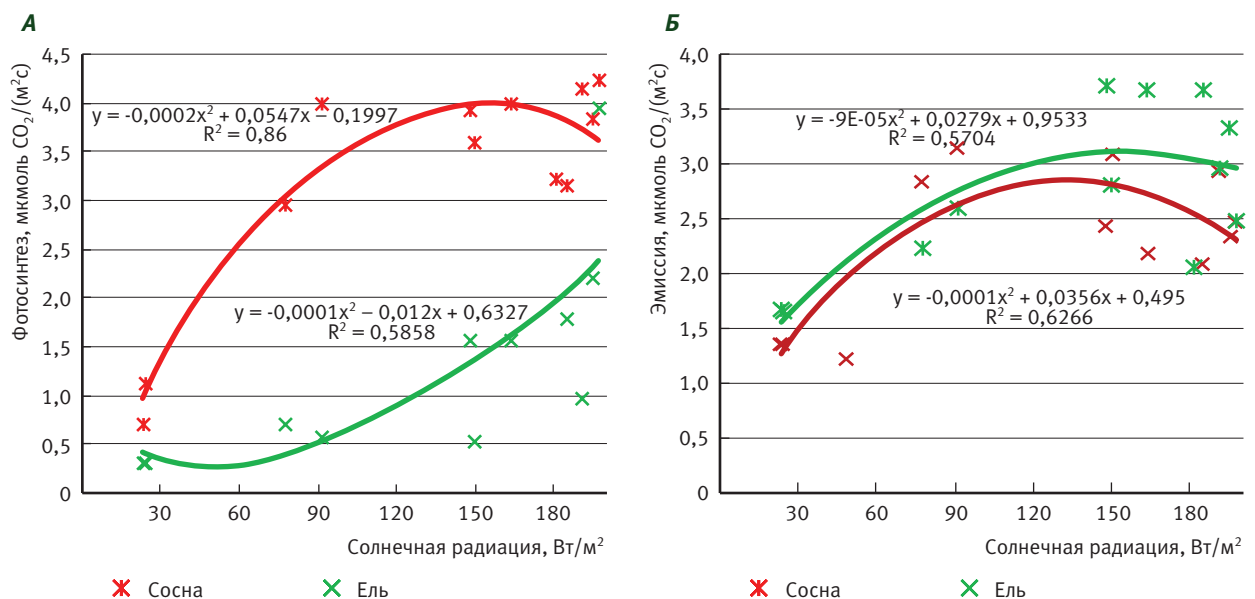 А
Фотосинтез, мкмоль CO₂/(м²с)
4,5
4,0
3,5
3,0
2,5
2,0
1,5
1,0
0,5
0
y = -0,0002x² + 0,0547x – 0,1997
R² = 0,86
y = -0,0001x² – 0,012x + 0,6327
R² = 0,5858
30 60 90 120 150 180
Солнечная радиация, Вт/м²
Сосна Ель
Б
Эмиссия, мкмоль CO₂/(м²с)
4,0
3,5
3,0
2,5
2,0
1,5
1,0
0,5
0
y = -9E-05x² + 0,0279x + 0,9533
R² = 0,5704
y = -0,0001x² + 0,0356x + 0,495
R² = 0,6266
30 60 90 120 150 180
Солнечная радиация, Вт/м²
Сосна Ель